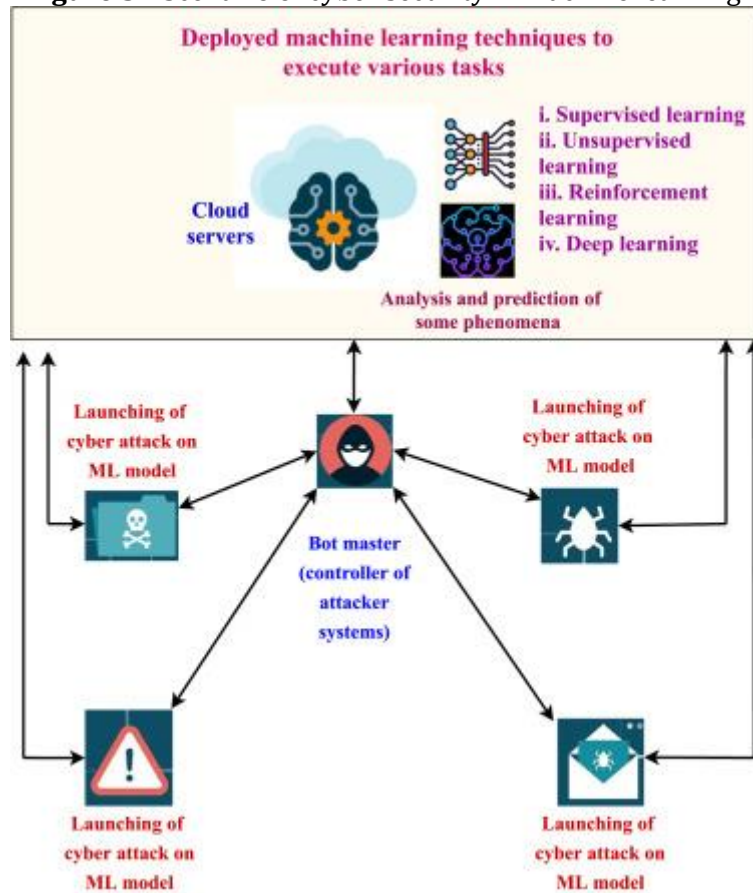 Deployed machine learning techniques to
execute various tasks
i. Supervised learning
ii. Unsupervised
learning
iii. Reinforcement
learning
iv. Deep learning
Cloud
servers
Analysis and prediction of
some phenomena
Launching of
cyber attack on
ML model
Launching of
cyber attack on
ML model
Bot master
(controller of
attacker
systems)
Launching of
cyber attack on
ML model
Launching of
cyber attack on
ML model